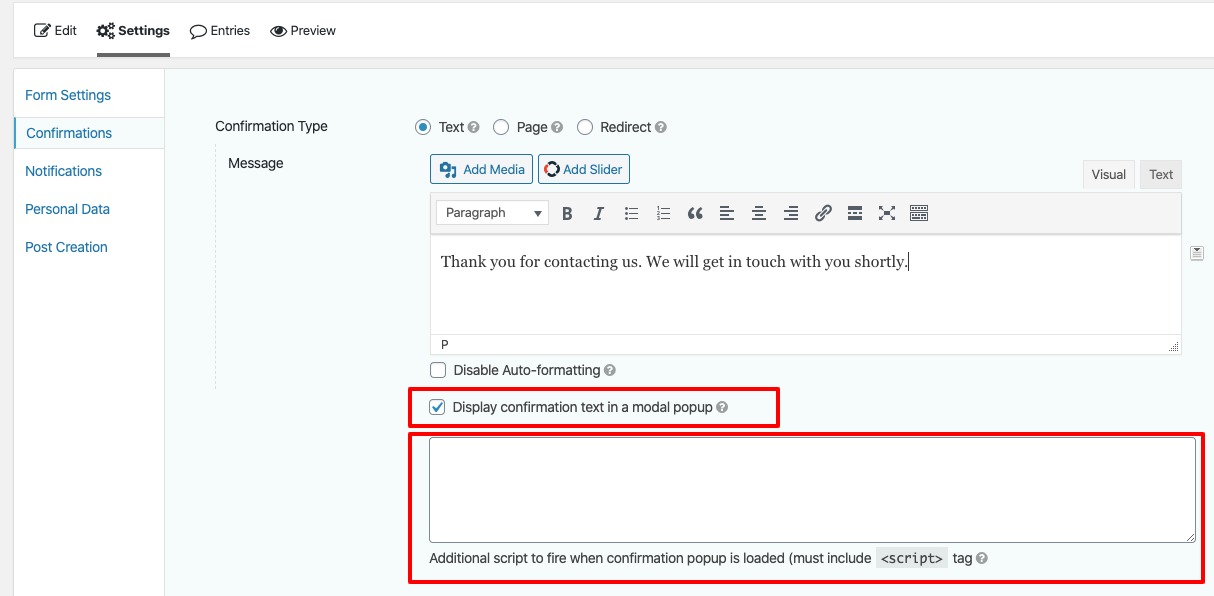 Edit Settings Entries Preview
Form Settings
Confirmations
Notifications
Personal Data
Post Creation
Confirmation Type Text Page Redirect
Message Add Media Add Slider
Visual Text
Paragraph B I
Thank you for contacting us. We will get in touch with you shortly.
P
Disable Auto-formatting
Display confirmation text in a modal popup
Additional script to fire when confirmation popup is loaded (must include <script> tag